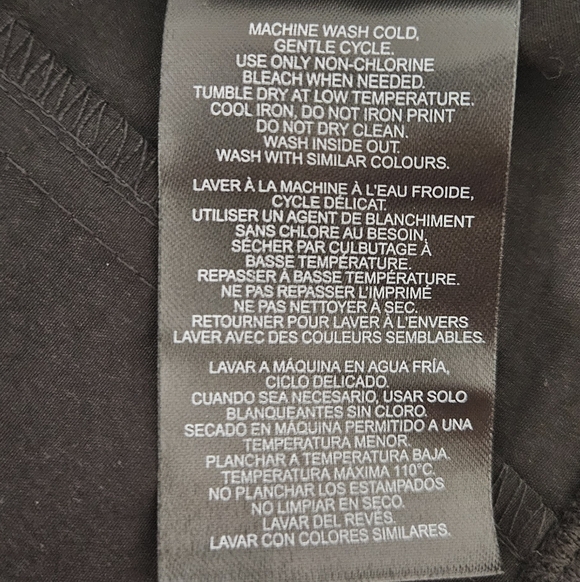 MACHINE WASH COLD,
GENTLE CYCLE.
USE ONLY NON-CHLORINE
BLEACH WHEN NEEDED.
TUMBLE DRY AT LOW TEMPERATURE.
COOL IRON, DO NOT IRON PRINT
DO NOT DRY CLEAN.
WASH INSIDE OUT.
WASH WITH SIMILAR COLOURS.
LAVER À LA MACHINE À L'EAU FROIDE,
CYCLE DÉLICAT.
UTILISER UN AGENT DE BLANCHIMENT
SANS CHLORE AU BESOIN,
SÉCHER PAR CULBUTAGE À
BASSE TEMPÉRATURE.
REPASSER À BASSE TEMPÉRATURE.
NE PAS REPASSER L'IMPRIMÉ
NE PAS NETTOYER À SEC.
RETOURNER POUR LAVER À L'ENVERS
LAVER AVEC DES COULEURS SEMBLABLES.
LAVAR A MÁQUINA EN AGUA FRÍA,
CICLO DELICADO.
CUANDO SEA NECESARIO, USAR SOLO
BLANQUEANTES SIN CLORO.
SECADO EN MÁQUINA PERMITIDO A UNA
TEMPERATURA MENOR.
PLANCHAR A TEMPERATURA BAJA.
TEMPERATURA MÁXIMA 110°C.
NO PLANCHAR LOS ESTAMPADOS
NO LIMPIAR EN SECO.
LAVAR DEL REVÉS.
LAVAR CON COLORES SIMILARES.